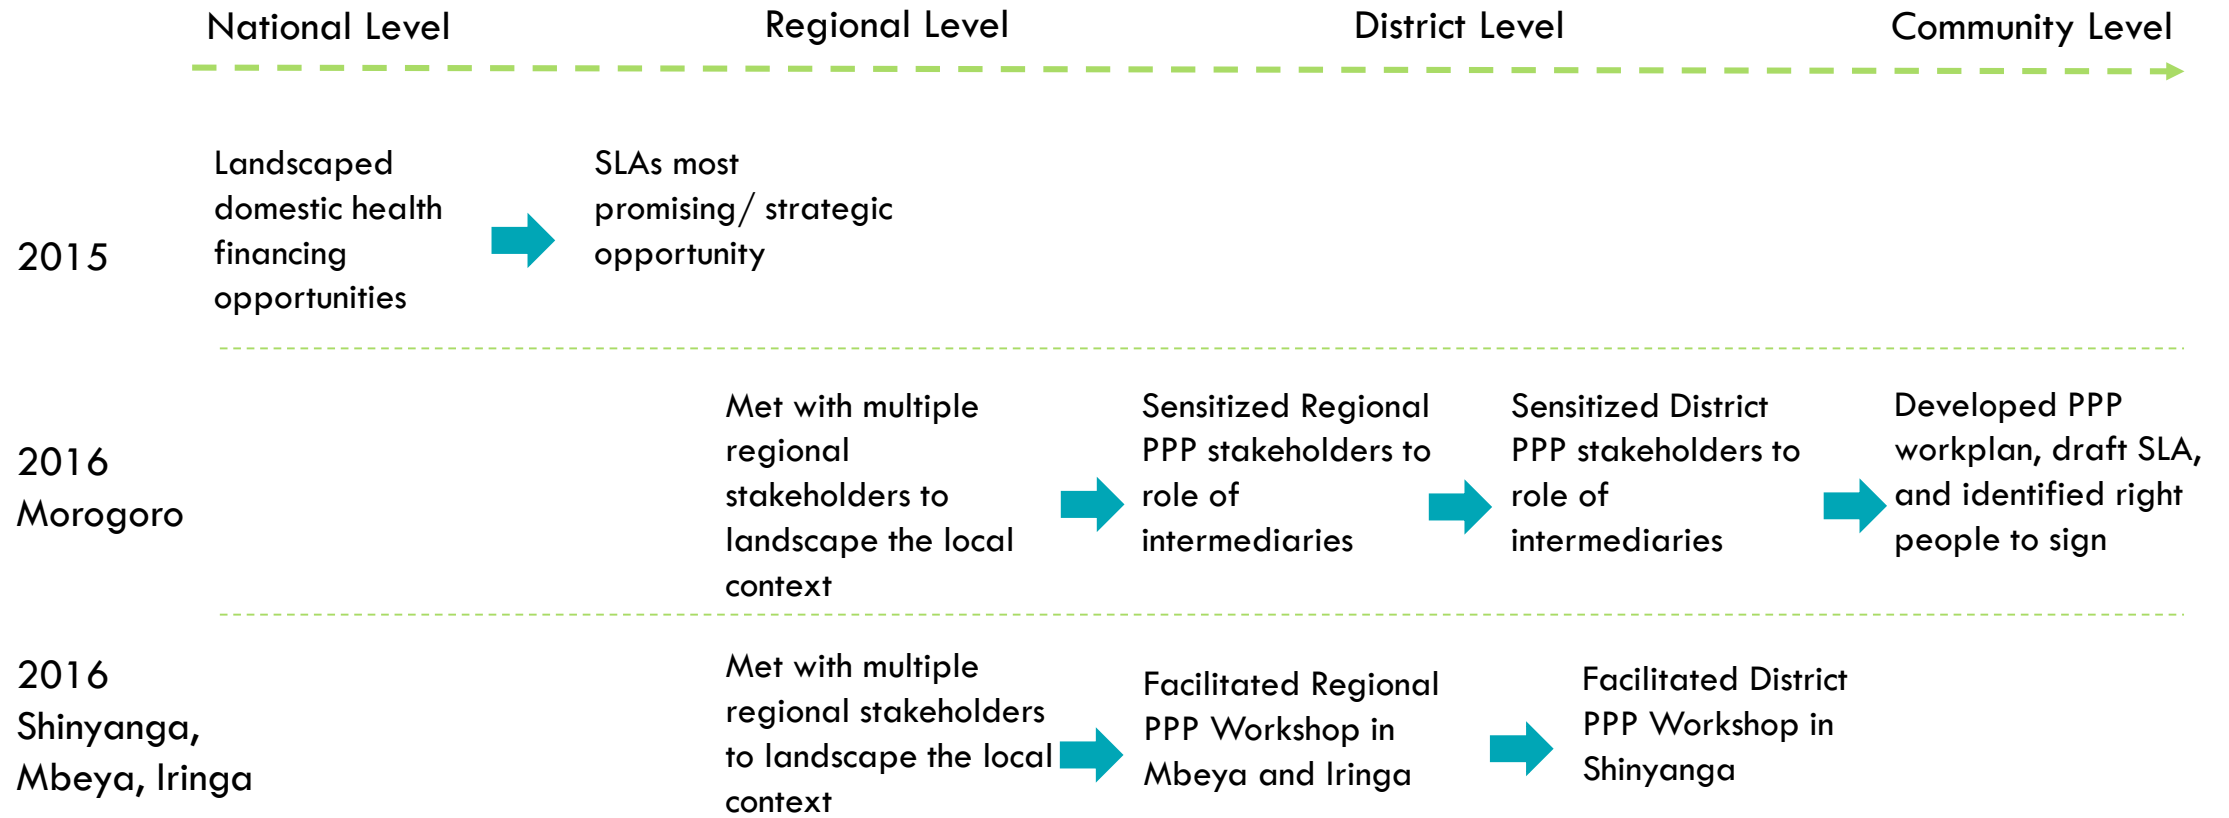 National Level
Regional Level
District Level
Community Level
2015
Landscaped
domestic health
financing
opportunities
SLAs most
promising/ strategic
opportunity
2016
Morogoro
Met with multiple
regional
stakeholders to
landscape the local
context
Sensitized Regional
PPP stakeholders to
role of
intermediaries
Sensitized District
PPP stakeholders to
role of
intermediaries
Developed PPP
workplan, draft SLA,
and identified right
people to sign
2016
Shinyanga,
Mbeya, Iringa
Met with multiple
regional stakeholders
to landscape the local
context
Facilitated Regional
PPP Workshop in
Mbeya and Iringa
Facilitated District
PPP Workshop in
Shinyanga